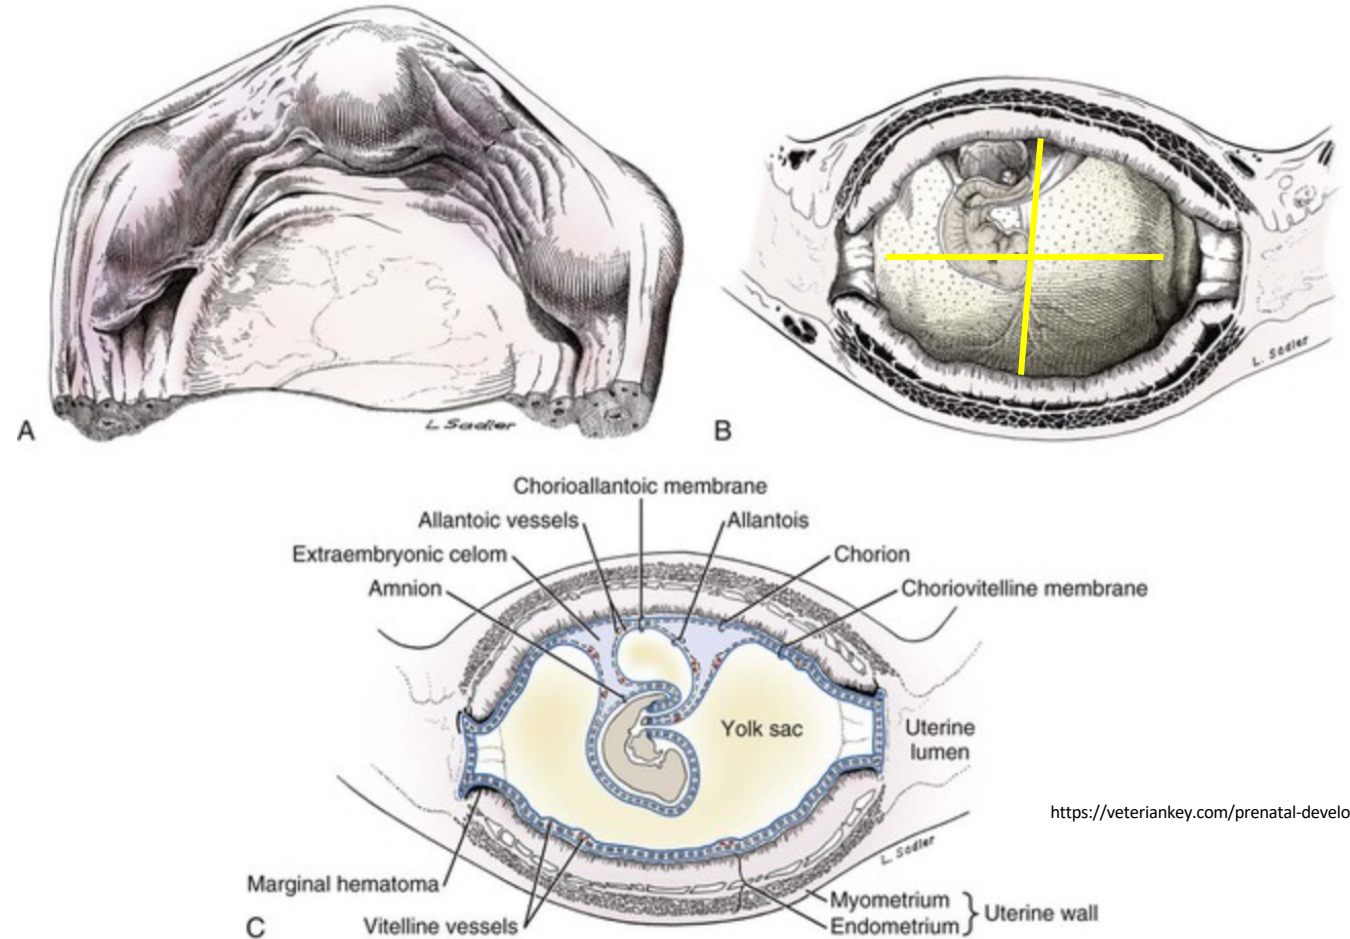 L Sadler
A
L. Sadler
B
Chorioallantoic membrane
Allantoic vessels
Allantois
Extraembryonic celom
Chorion
Amnion
Choriovitelline membrane
Yolk sac
Uterine
lumen
https://veteriankey.com/prenatal-develo
L. Sadler
Marginal hematoma
Vitelline vessels
Myometrium
Endometrium
Uterine wall
C